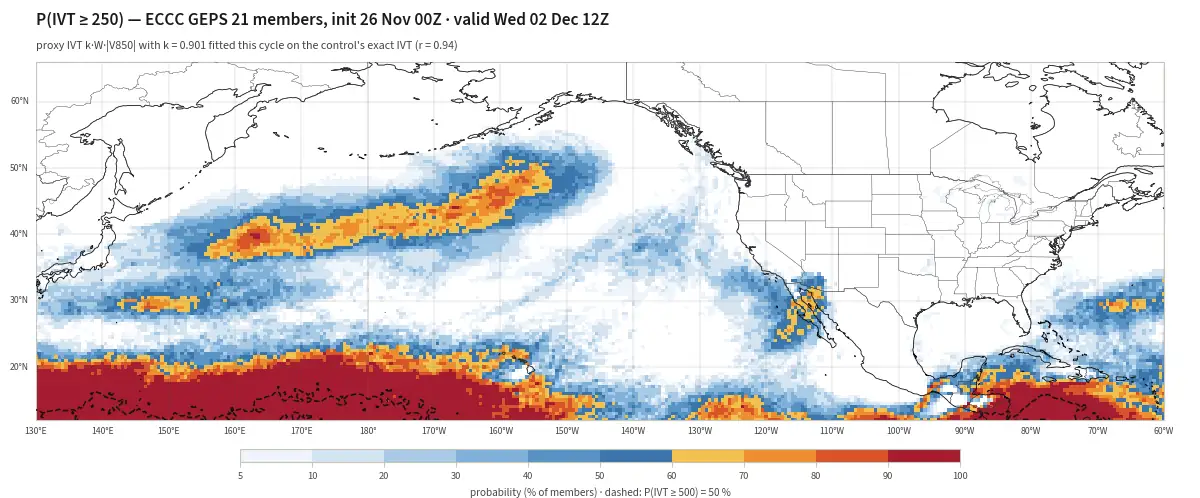 P(IVT ≥ 250) — ECCC GEPS 21 members, init 26 Nov 00Z · valid Wed 02 Dec 12Z
proxy IVT k·W·|V850| with k = 0.901 fitted this cycle on the control's exact IVT (r = 0.94)
60°N
50°N
40°N
30°N
20°N
130°E 140°E 150°E 160°E 170°E 180° 170°W 160°W 150°W 140°W 130°W 120°W 110°W 100°W 90°W 80°W 70°W 60°W
5 10 20 30 40 50 60 70 80 90 100
probability (% of members) · dashed: P(IVT ≥ 500) = 50 %